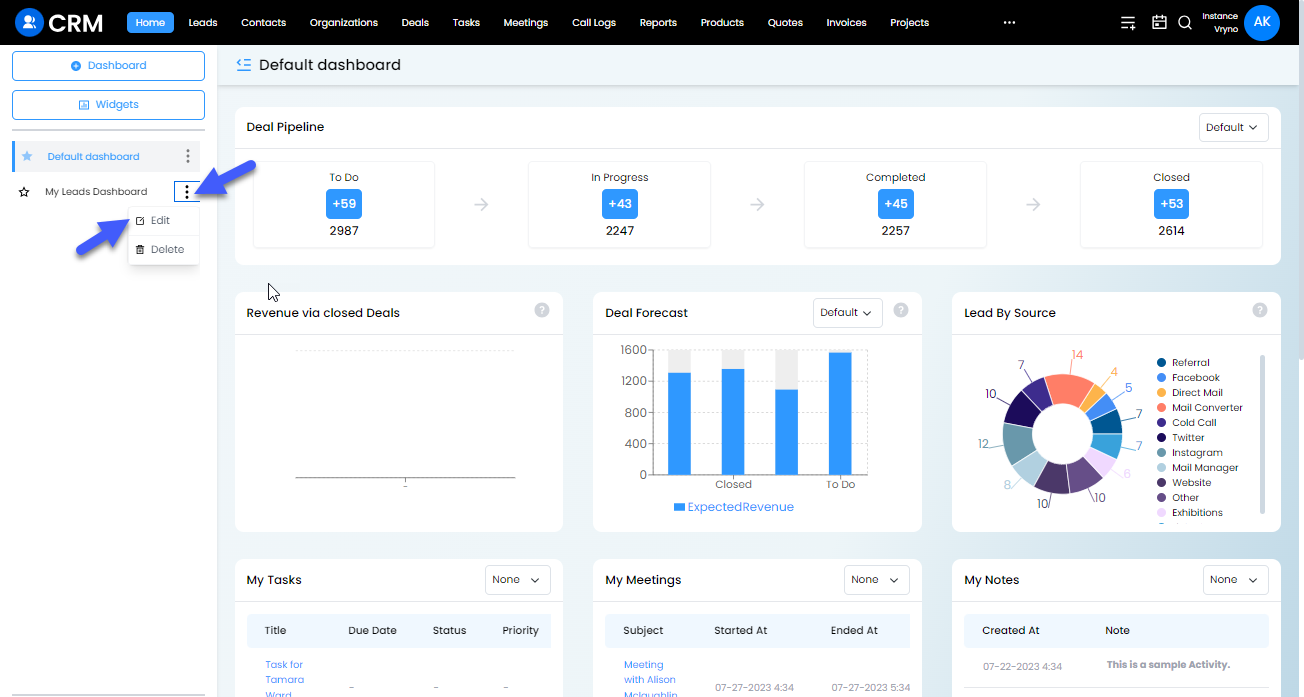 CRM
Home Leads Contacts Organizations Deals Tasks Meetings Call Logs Reports Products Quotes Invoices Projects ...
Instance
Vryno
AK
Dashboard
Widgets
Default dashboard
My Leads Dashboard
Edit
Delete
Default dashboard
Deal Pipeline
Default
To Do
+59
2987
In Progress
+43
2247
Completed
+45
2257
Closed
+53
2614
Revenue via closed Deals
?
-
Deal Forecast
Default
?
1600
1200
800
400
0
Closed To Do
ExpectedRevenue
Lead By Source
?
14
4
5
7
7
6
10
10
8
12
10
7
Referral
Facebook
Direct Mail
Mail Converter
Cold Call
Twitter
Instagram
Mail Manager
Website
Other
Exhibitions
My Tasks
None
Title Due Date Status Priority
Task for
Tamara
Ward
- - -
My Meetings
None
Subject Started At Ended At
Meeting
with Alison
Mclaughlin
07-27-2023 4:34 07-27-2023 5:34
My Notes
None
Created At Note
07-22-2023 4:34 This is a sample Activity.